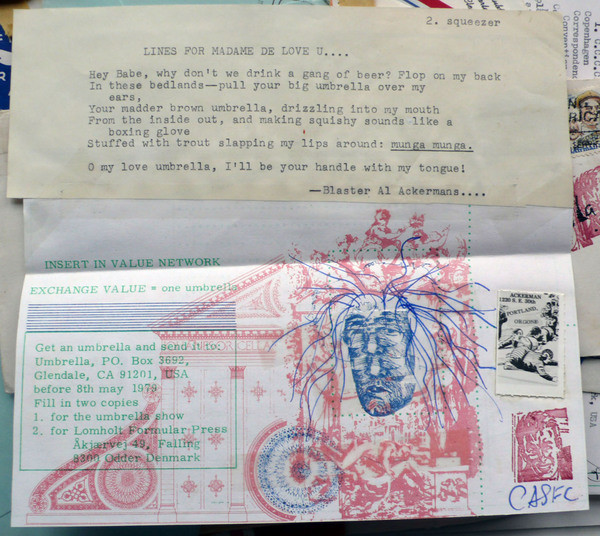 2. squeezer
LINES FOR MADAME DE LOVE U....
Hey Babe, why don't we drink a gang of beer? Flop on my back
In these bedlands—pull your big umbrella over my
ears,
Your madder brown umbrella, drizzling into my mouth
From the inside out, and making squishy sounds like a
boxing glove
Stuffed with trout slapping my lips around: munga munga.
O my love umbrella, I'll be your handle with my tongue!
—Blaster Al Ackermans....
INSERT IN VALUE NETWORK
EXCHANGE VALUE = one umbrella
Get an umbrella and send it to:
Umbrella, PO. Box 3692,
Glendale, CA 91201, USA
before 8th may 1979
Fill in two copies
1. for the umbrella show
2. for Lomholt Formular Press
Åkjærvej 49, Falling
8300 Odder Denmark
ACKERMAN
PORTLAND,
CASFC
Copenhagen
Correspondenc
Convention
USA